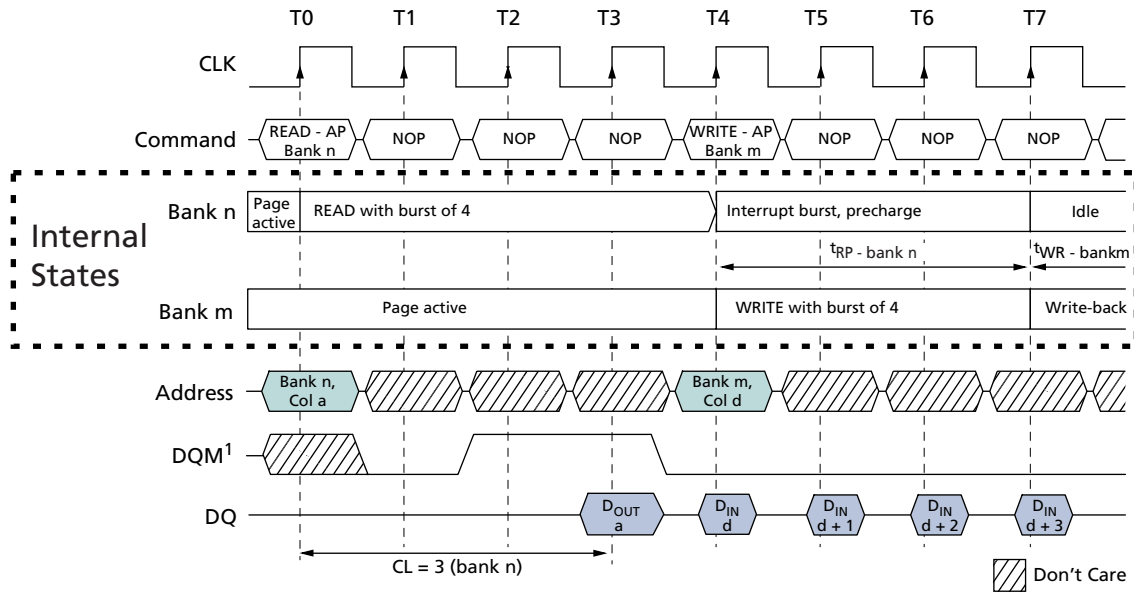 T0 T1 T2 T3 T4 T5 T6 T7
CLK
Command
READ - AP
Bank n
NOP
NOP
NOP
WRITE - AP
Bank m
NOP
NOP
NOP
Internal
States
Bank n
Page
active
READ with burst of 4
Interrupt burst, precharge
Idle
tRP - bank n
tWR - bankm
Bank m
Page active
WRITE with burst of 4
Write-back
Address
Bank n,
Col a
Bank m,
Col d
DQM1
DQ
DOUT
a
DIN
d
DIN
d + 1
DIN
d + 2
DIN
d + 3
CL = 3 (bank n)
Don't Care